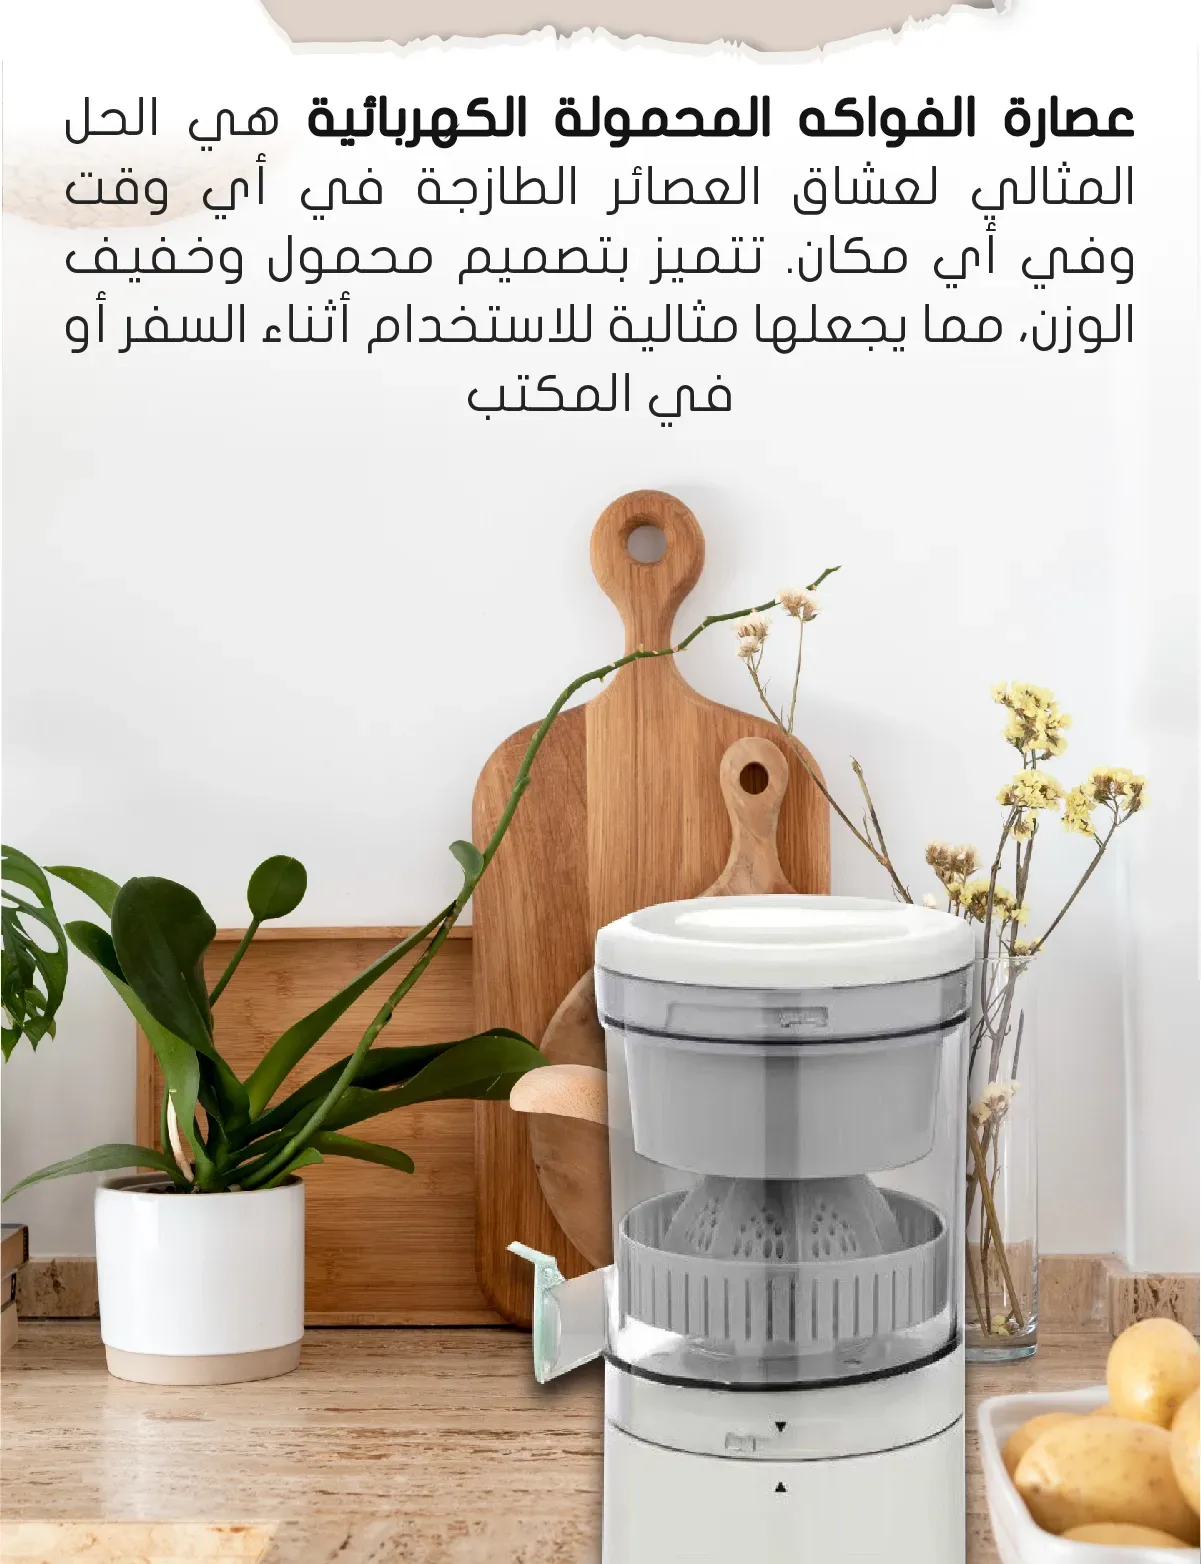 عصارة الفواكه المحمولة الكهربائية هي الحل
المثالي لعشاق العصائر الطازجة في أي وقت
وفي أي مكان. تتميز بتصميم محمول وخفيف
الوزن، مما يجعلها مثالية للاستخدام أثناء السفر أو
في المكتب